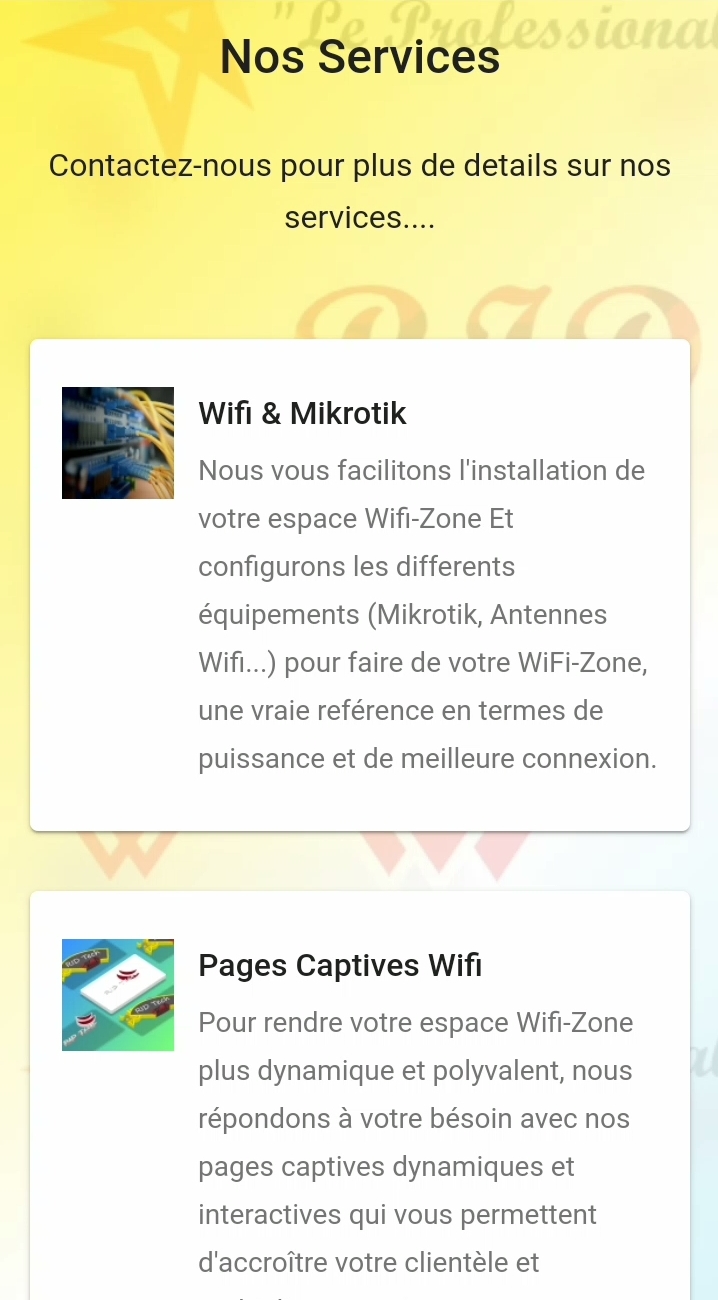 "Le Professional
Nos Services
Contactez-nous pour plus de details sur nos
services....
Wifi & Mikrotik
Nous vous facilitons l'installation de
votre espace Wifi-Zone Et
configurons les differents
équipements (Mikrotik, Antennes
Wifi...) pour faire de votre WiFi-Zone,
une vraie reférence en termes de
puissance et de meilleure connexion.
Pages Captives Wifi
Pour rendre votre espace Wifi-Zone
plus dynamique et polyvalent, nous
répondons à votre bésoin avec nos
pages captives dynamiques et
interactives qui vous permettent
d'accroître votre clientèle et